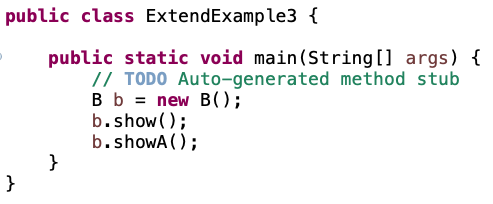 public class ExtendExample3 {
public static void main(String[] args) {
// TODO Auto-generated method stub
B b = new B();
b.show();
b.showA();
}
}